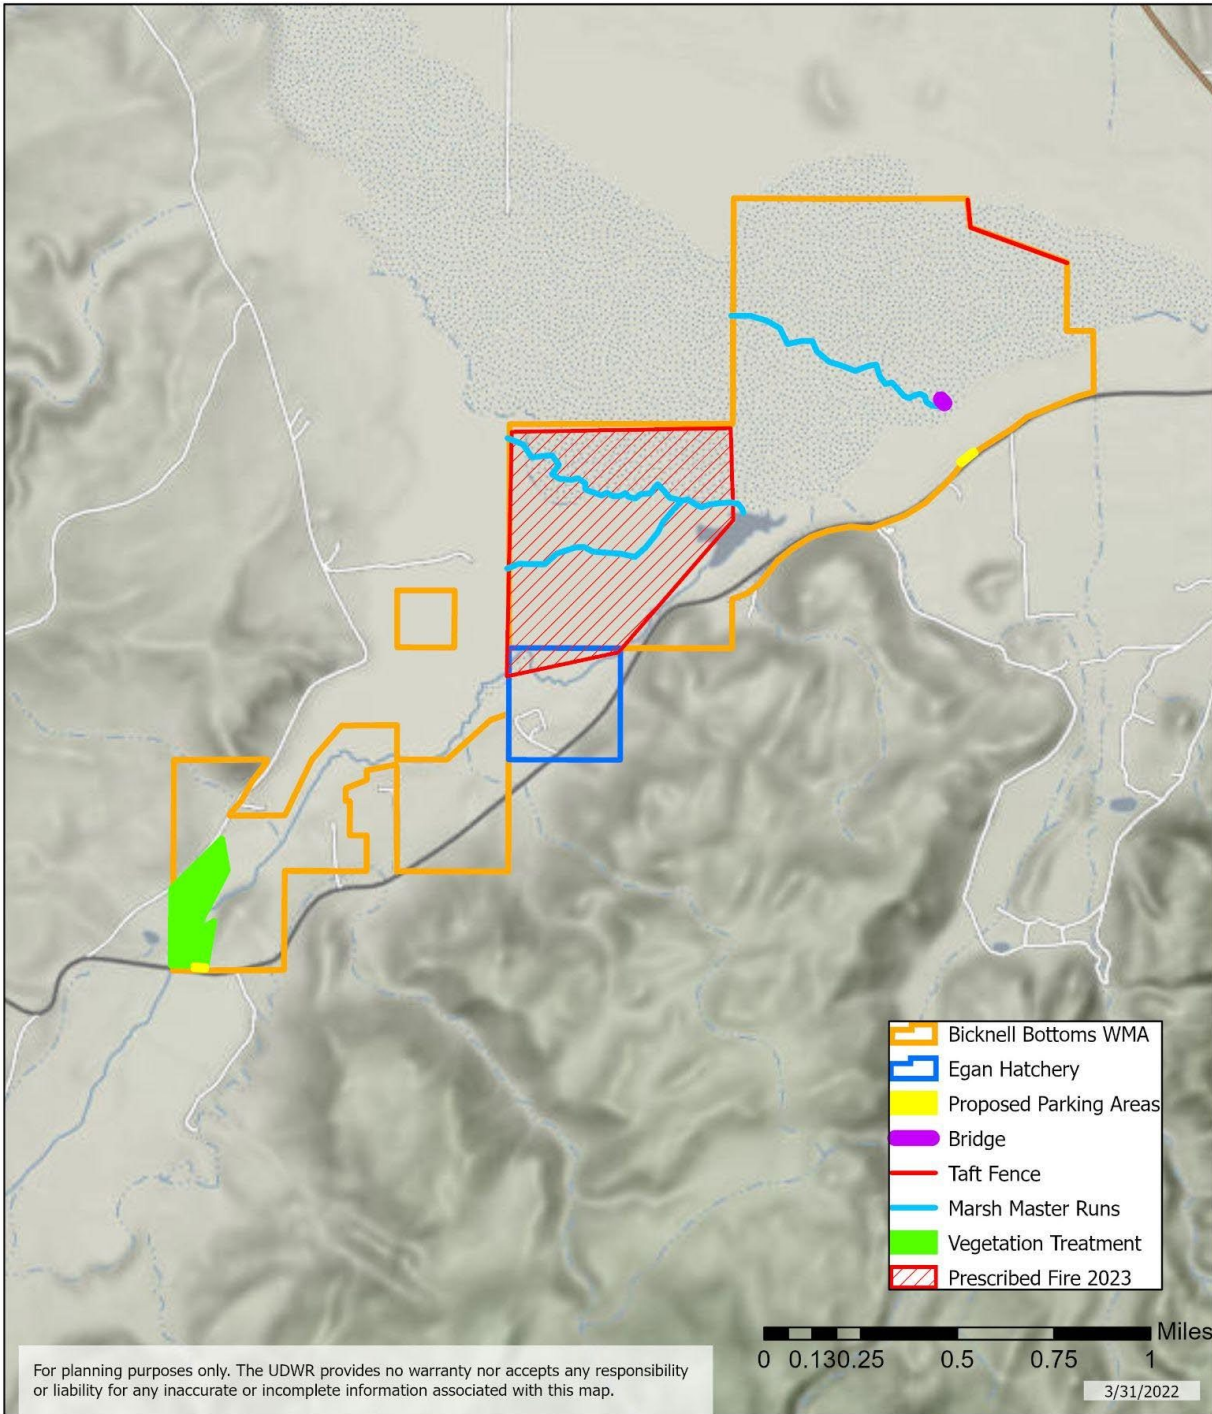 Bicknell Bottoms WMA
Egan Hatchery
Proposed Parking Areas
Bridge
Taft Fence
Marsh Master Runs
Vegetation Treatment
Prescribed Fire 2023
Miles
0 0.130.25 0.5 0.75 1
For planning purposes only. The UDWR provides no warranty nor accepts any responsibility
or liability for any inaccurate or incomplete information associated with this map.
3/31/2022